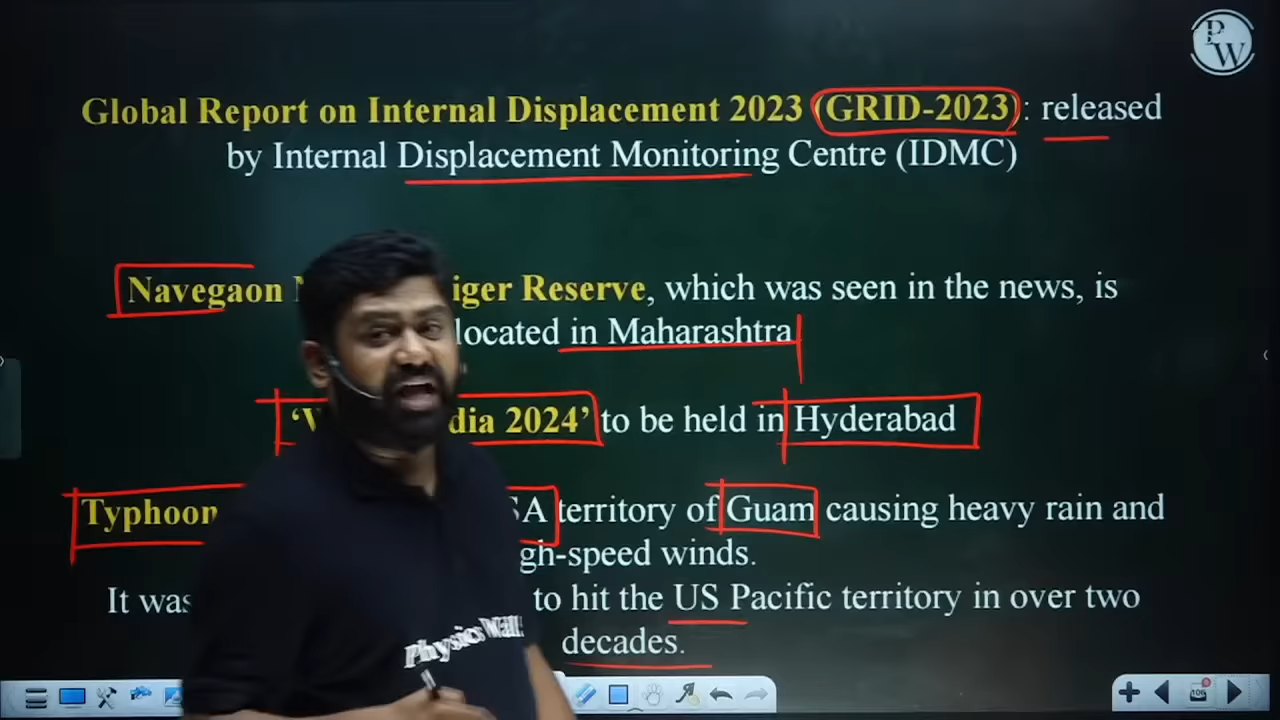 PW
Global Report on Internal Displacement 2023 (GRID-2023): released
by Internal Displacement Monitoring Centre (IDMC)
Navegaon iger Reserve, which was seen in the news, is
located in Maharashtra
dia 2024’ to be held in Hyderabad
Typhoon SA territory of Guam causing heavy rain and
gh-speed winds.
It was to hit the US Pacific territory in over two
decades.
Physics Wall
106